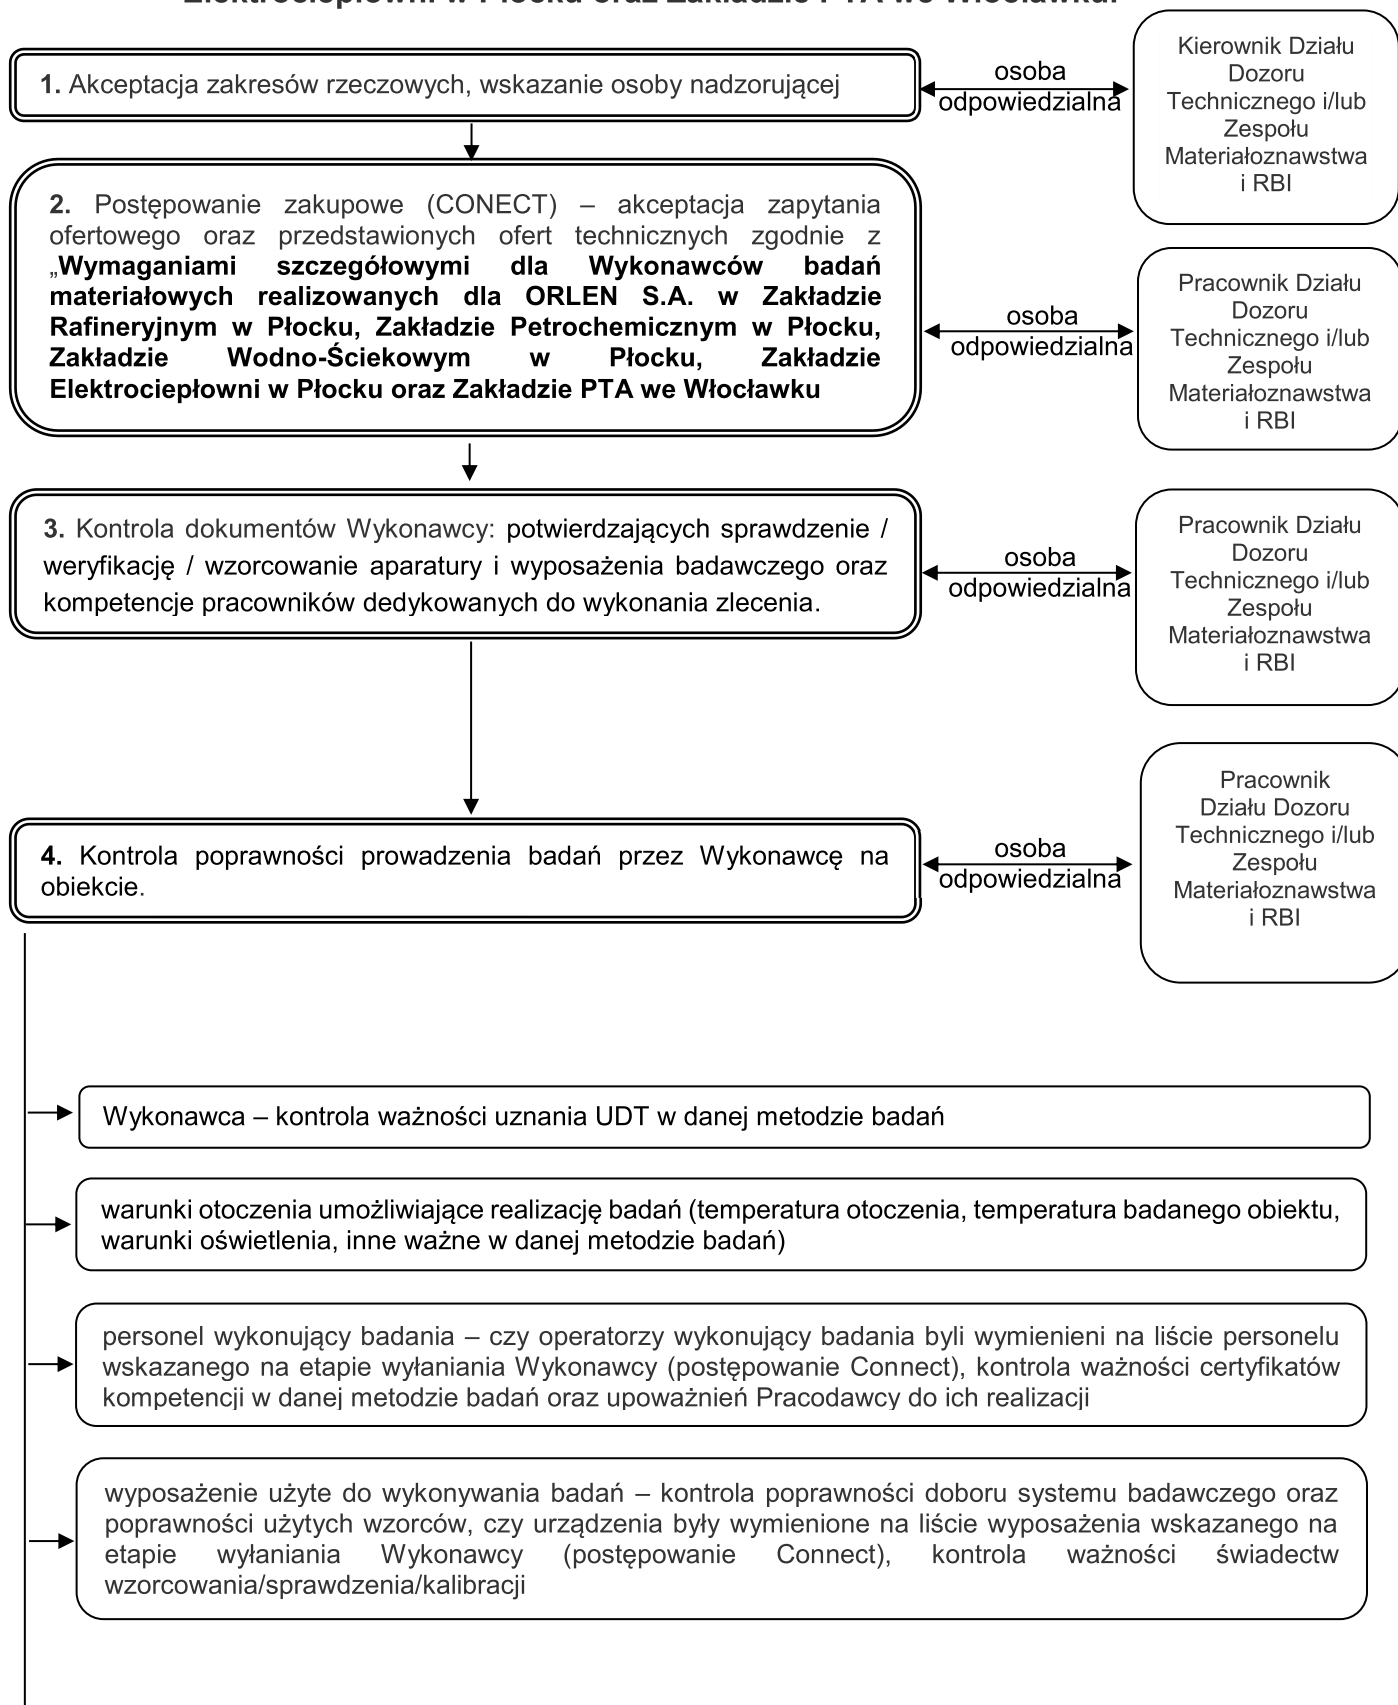 Elektrociepłowni w Płocku oraz Zakładzie PTA we Włocławku.
1. Akceptacja zakresów rzeczowych, wskazanie osoby nadzorującej
osoba
odpowiedzialna
Kierownik Działu
Dozoru
Technicznego i/lub
Zespołu
Materiałoznawstwa
i RBI
2. Postępowanie zakupowe (CONECT) – akceptacja zapytania
ofertowego oraz przedstawionych ofert technicznych zgodnie z
„Wymaganiami szczegółowymi dla Wykonawców badań
materiałowych realizowanych dla ORLEN S.A. w Zakładzie
Rafineryjnym w Płocku, Zakładzie Petrochemicznym w Płocku,
Zakładzie Wodno-Ściekowym w Płocku, Zakładzie
Elektrociepłowni w Płocku oraz Zakładzie PTA we Włocławku
osoba
odpowiedzialna
Pracownik Działu
Dozoru
Technicznego i/lub
Zespołu
Materiałoznawstwa
i RBI
3. Kontrola dokumentów Wykonawcy: potwierdzających sprawdzenie /
weryfikację / wzorcowanie aparatury i wyposażenia badawczego oraz
kompetencje pracowników dedykowanych do wykonania zlecenia.
osoba
odpowiedzialna
Pracownik Działu
Dozoru
Technicznego i/lub
Zespołu
Materiałoznawstwa
i RBI
4. Kontrola poprawności prowadzenia badań przez Wykonawcę na
obiekcie.
osoba
odpowiedzialna
Pracownik
Działu Dozoru
Technicznego i/lub
Zespołu
Materiałoznawstwa
i RBI
Wykonawca – kontrola ważności uznania UDT w danej metodzie badań
warunki otoczenia umożliwiające realizację badań (temperatura otoczenia, temperatura badanego obiektu,
warunki oświetlenia, inne ważne w danej metodzie badań)
personel wykonujący badania – czy operatorzy wykonujący badania byli wymienieni na liście personelu
wskazanego na etapie wyłaniania Wykonawcy (postępowanie Connect), kontrola ważności certyfikatów
kompetencji w danej metodzie badań oraz upoważnień Pracodawcy do ich realizacji
wyposażenie użyte do wykonywania badań – kontrola poprawności doboru systemu badawczego oraz
poprawności użytych wzorców, czy urządzenia były wymienione na liście wyposażenia wskazanego na
etapie wyłaniania Wykonawcy (postępowanie Connect), kontrola ważności świadectw
wzorcowania/sprawdzenia/kalibracji